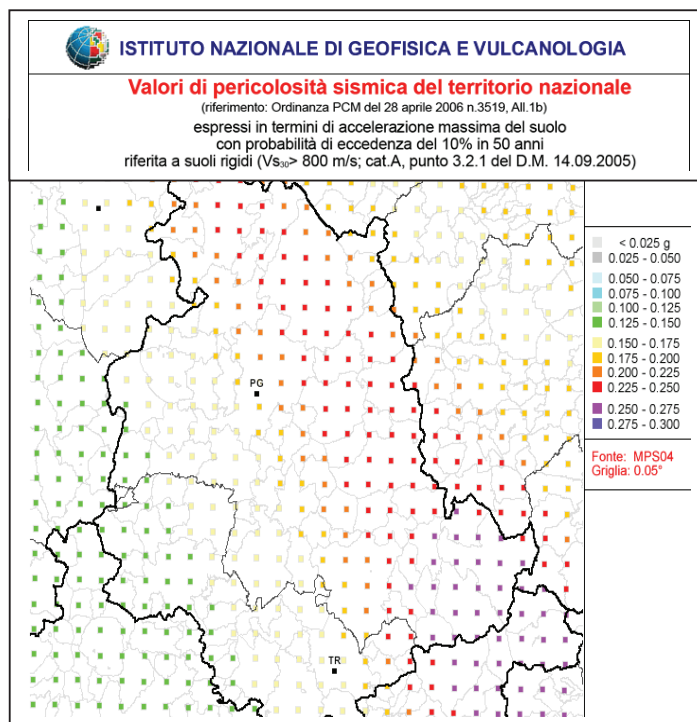 ISTITUTO NAZIONALE DI GEOFISICA E VULCANOLOGIA
Valori di pericolosità sismica del territorio nazionale
(riferimento: Ordinanza PCM del 28 aprile 2006 n.3519, All.1b)
espressi in termini di accelerazione massima del suolo
con probabilità di eccedenza del 10% in 50 anni
riferita a suoli rigidi (Vs₃₀> 800 m/s; cat.A, punto 3.2.1 del D.M. 14.09.2005)
< 0.025 g
0.025 - 0.050
0.050 - 0.075
0.075 - 0.100
0.100 - 0.125
0.125 - 0.150
0.150 - 0.175
0.175 - 0.200
0.200 - 0.225
0.225 - 0.250
0.250 - 0.275
0.275 - 0.300
Fonte: MPS04
Griglia: 0.05°
PG
TR